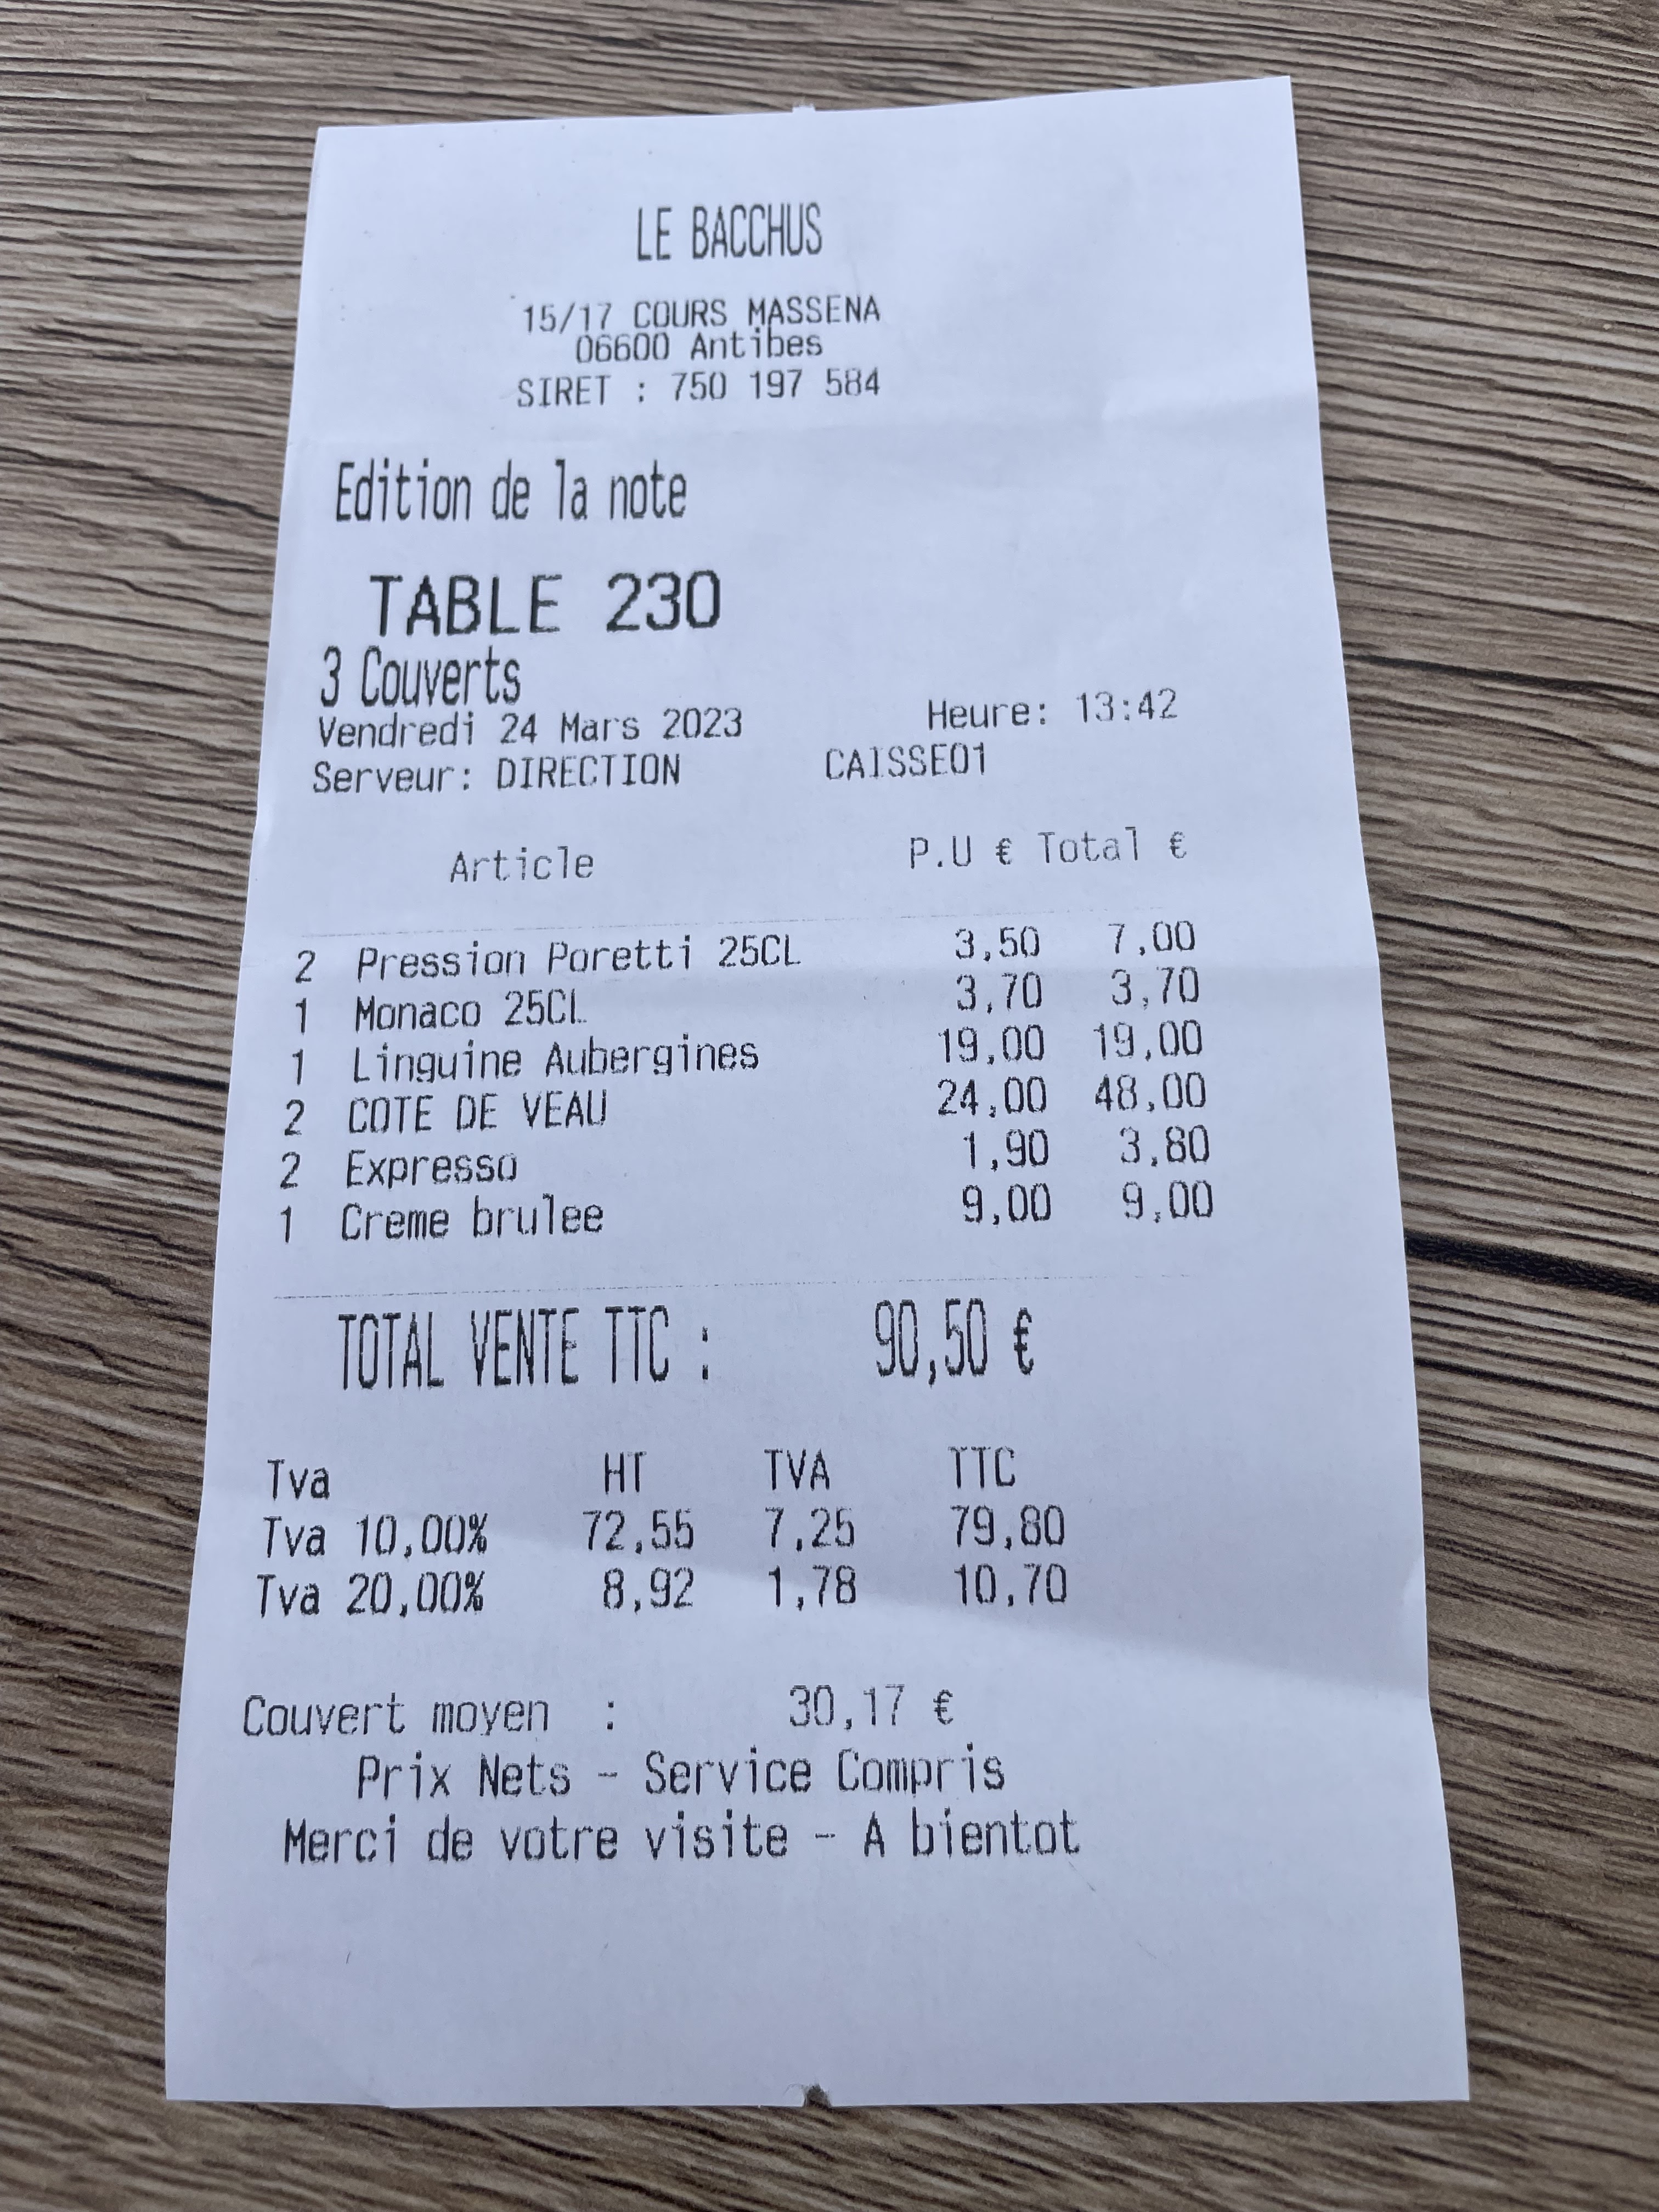 LE BACCHUS
15/17 COURS MASSENA
06600 Antibes
SIRET : 750 197 584
Edition de la note
TABLE 230
3 Couverts
Vendredi 24 Mars 2023 Heure: 13:42
Serveur: DIRECTION CAISSE01
Article P.U € Total €
2 Pression Poretti 25CL 3,50 7,00
1 Monaco 25CL 3,70 3,70
1 Linguine Aubergines 19,00 19,00
2 COTE DE VEAU 24,00 48,00
2 Expresso 1,90 3,80
1 Creme brulee 9,00 9,00
TOTAL VENTE TTC : 90,50 €
Tva HT TVA TTC
Tva 10,00% 72,55 7,25 79,80
Tva 20,00% 8,92 1,78 10,70
Couvert moyen : 30,17 €
Prix Nets - Service Compris
Merci de votre visite - A bientot